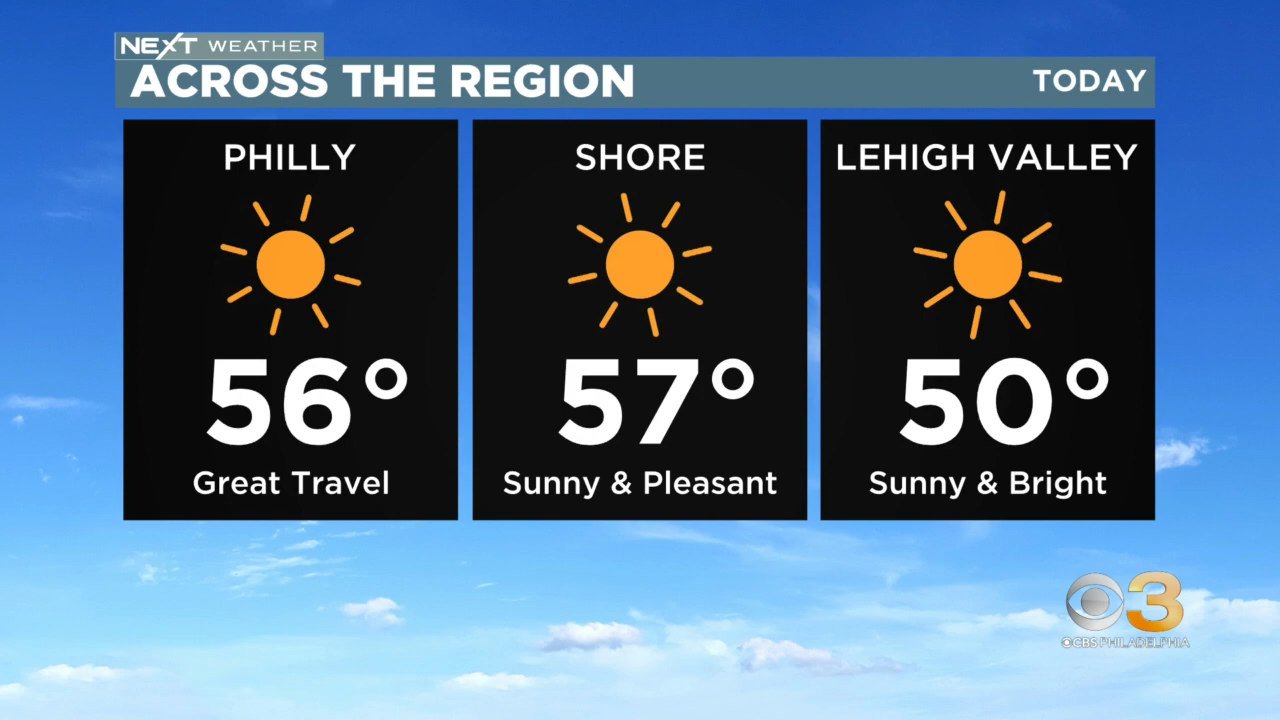 NEXT WEATHER
ACROSS THE REGION
TODAY
PHILLY
56°
Great Travel
SHORE
57°
Sunny & Pleasant
LEHIGH VALLEY
50°
Sunny & Bright
3
CBS PHILADELPHIA